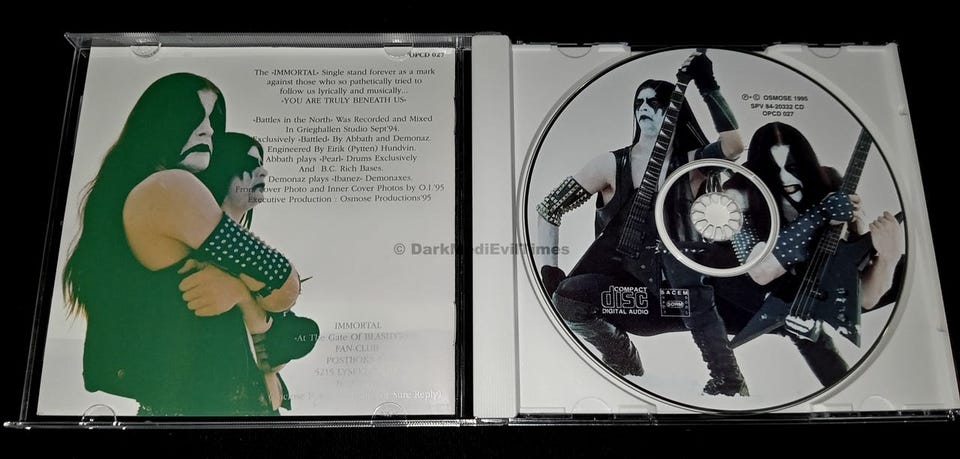 OPCD 027
The «IMMORTAL» Single stand forever as a mark
against those who so pathetically tried to
follow us lyrically and musically...
«YOU ARE TRULY BENEATH US»
«Battles in the North» Was Recorded and Mixed
In Grieghallen Studio Sept'94.
Exclusively «Battled» By Abbath and Demonaz.
Engineered By Eirik (Pytten) Hundvin.
Abbath plays «Pearl» Drums Exclusively
And B.C. Rich Bases.
Demonaz plays «Ibanez» Demonaxes.
From Cover Photo and Inner Cover Photos by O.I.'95
Executive Production : Osmose Productions'95
IMMORTAL
«At The Gate Of
FAN-CLUB
POSTBOKS
5215
Sure Reply)
℗ + © OSMOSE 1995
SPV 84-20332 CD
OPCD 027
COMPACT
disc
DIGITAL AUDIO
SACEM
SDRM
© DarkMediEvilTimes